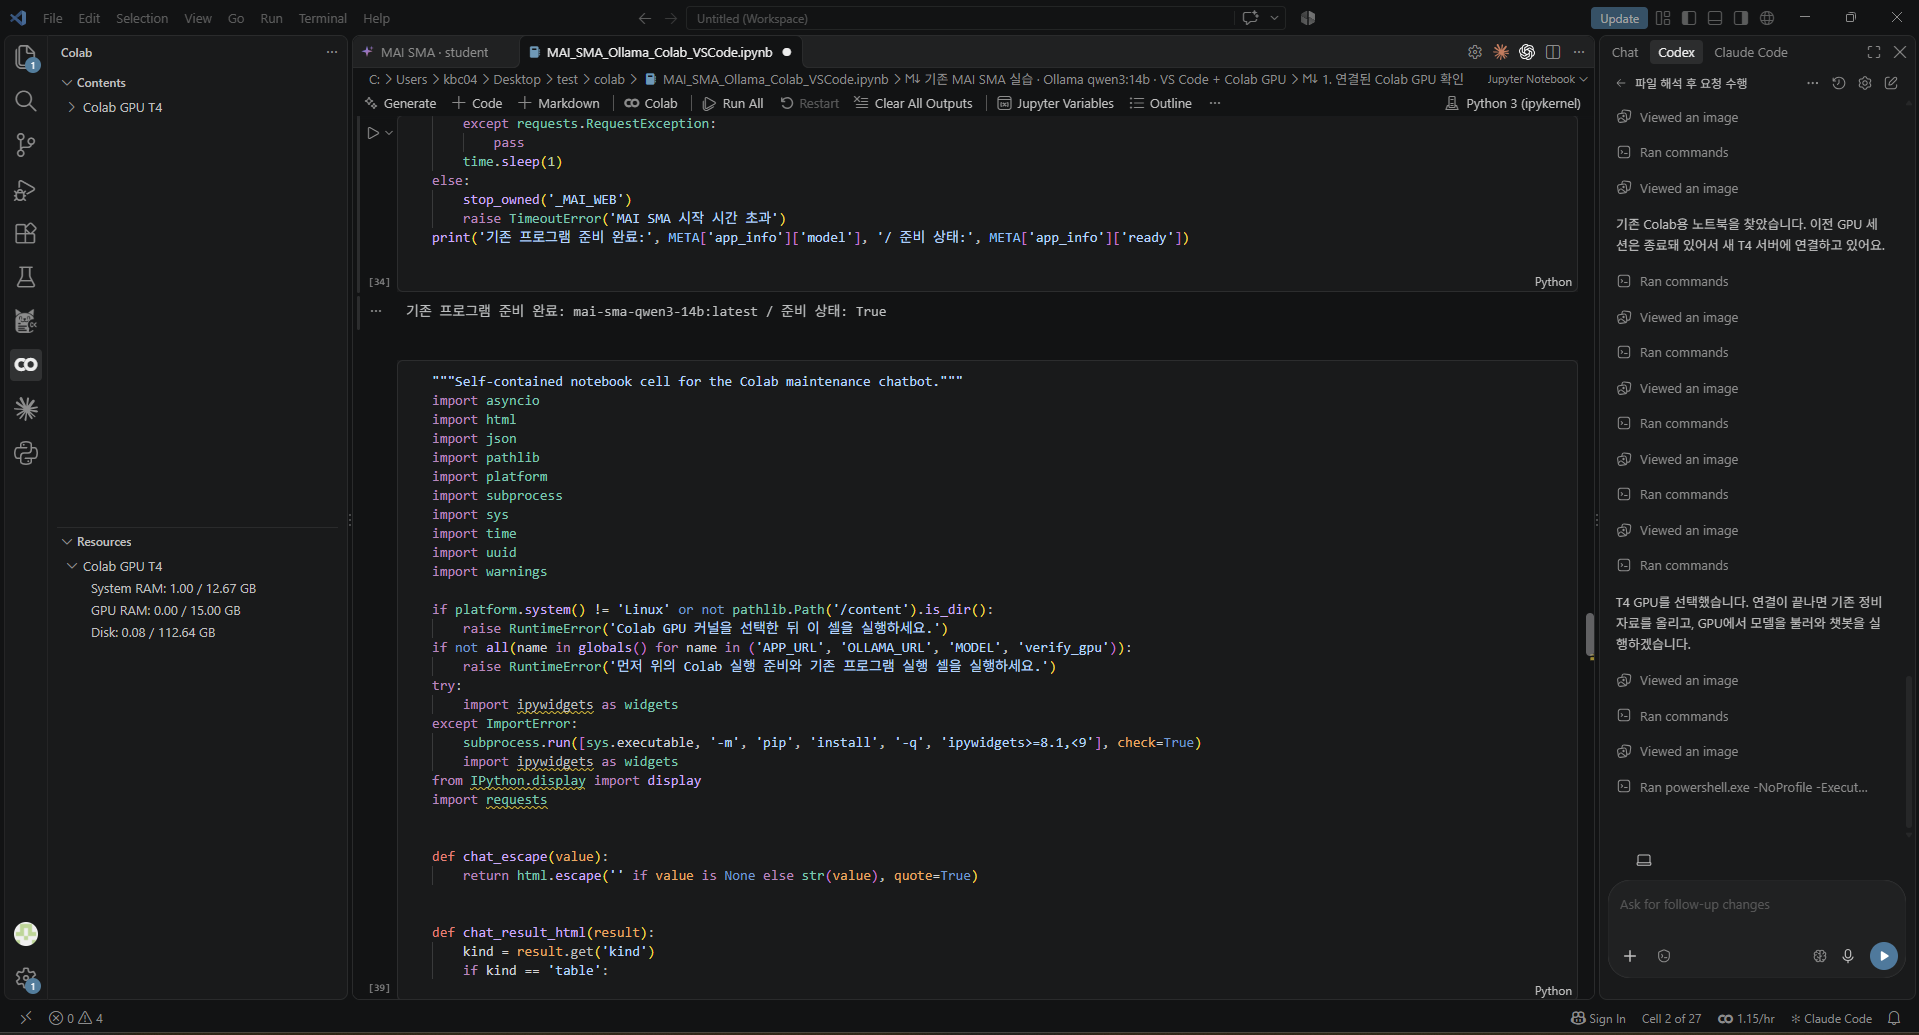 File Edit Selection View Go Run Terminal Help
Untitled (Workspace)
Update
Colab
Contents
Colab GPU T4
Resources
Colab GPU T4
System RAM: 1.00 / 12.67 GB
GPU RAM: 0.00 / 15.00 GB
Disk: 0.08 / 112.64 GB
MAI SMA · student
MAI_SMA_Ollama_Colab_VSCode.ipynb
C: > Users > kbc04 > Desktop > test > colab > MAI_SMA_Ollama_Colab_VSCode.ipynb > M↓ 기존 MAI SMA 실습 · Ollama qwen3:14b · VS Code + Colab GPU > M↓ 1. 연결된 Colab GPU 확인
Jupyter Notebook
Generate + Code + Markdown Colab Run All Restart Clear All Outputs Jupyter Variables Outline ...
Python 3 (ipykernel)
except requests.RequestException:
pass
time.sleep(1)
else:
stop_owned('_MAI_WEB')
raise TimeoutError('MAI SMA 시작 시간 초과')
print('기존 프로그램 준비 완료:', META['app_info']['model'], '/ 준비 상태:', META['app_info']['ready'])
[34]
Python
기존 프로그램 준비 완료: mai-sma-qwen3-14b:latest / 준비 상태: True
"""Self-contained notebook cell for the Colab maintenance chatbot."""
import asyncio
import html
import json
import pathlib
import platform
import subprocess
import sys
import time
import uuid
import warnings
if platform.system() != 'Linux' or not pathlib.Path('/content').is_dir():
raise RuntimeError('Colab GPU 커널을 선택한 뒤 이 셀을 실행하세요.')
if not all(name in globals() for name in ('APP_URL', 'OLLAMA_URL', 'MODEL', 'verify_gpu')):
raise RuntimeError('먼저 위의 Colab 실행 준비와 기존 프로그램 실행 셀을 실행하세요.')
try:
import ipywidgets as widgets
except ImportError:
subprocess.run([sys.executable, '-m', 'pip', 'install', '-q', 'ipywidgets>=8.1,<9'], check=True)
import ipywidgets as widgets
from IPython.display import display
import requests
def chat_escape(value):
return html.escape('' if value is None else str(value), quote=True)
def chat_result_html(result):
kind = result.get('kind')
if kind == 'table':
[39]
Python
Chat Codex Claude Code
파일 해석 후 요청 수행
Viewed an image
Ran commands
Viewed an image
기존 Colab용 노트북을 찾았습니다. 이전 GPU 세
션은 종료돼 있어서 새 T4 서버에 연결하고 있어요.
Ran commands
Viewed an image
Ran commands
Viewed an image
Ran commands
Viewed an image
Ran commands
Viewed an image
Ran commands
T4 GPU를 선택했습니다. 연결이 끝나면 기존 정비
자료를 올리고, GPU에서 모델을 불러와 챗봇을 실
행하겠습니다.
Viewed an image
Ran commands
Viewed an image
Ran powershell.exe -NoProfile -Execut...
Ask for follow-up changes
0 4
Sign In Cell 2 of 27 1.15/hr Claude Code